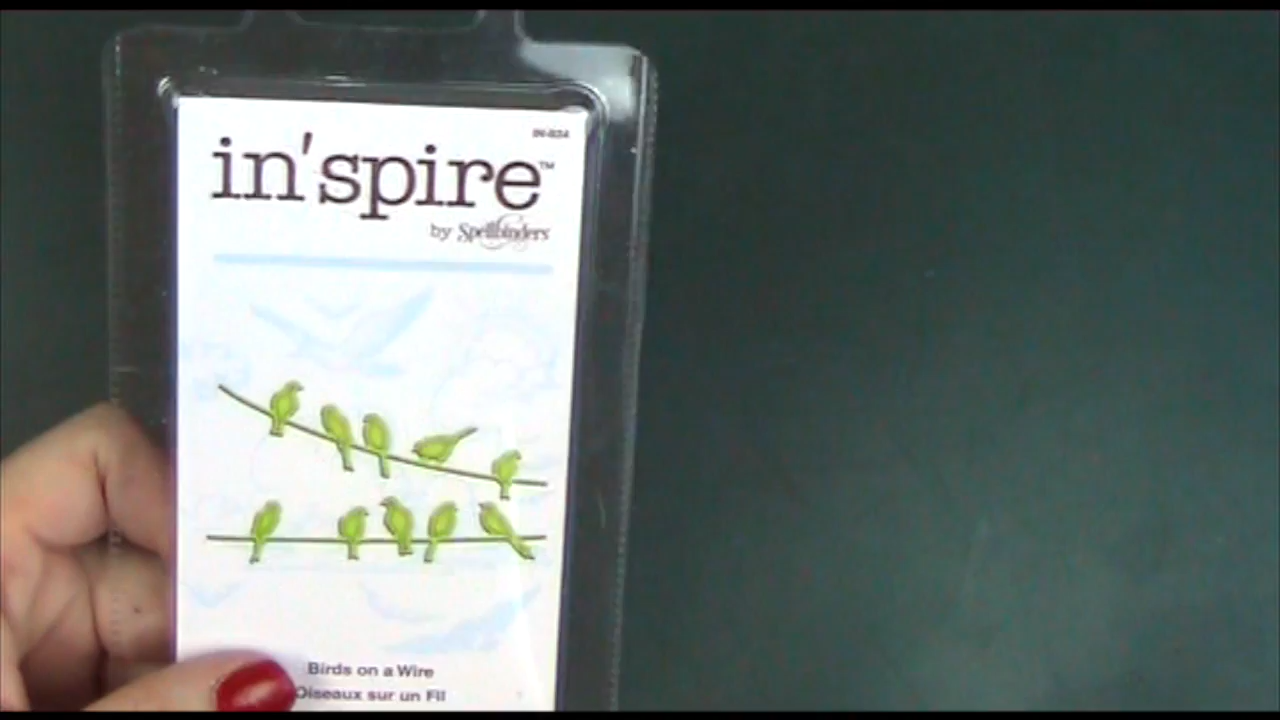 in'spire™
by Spellbinders
Birds on a Wire
Oiseaux sur un Fil